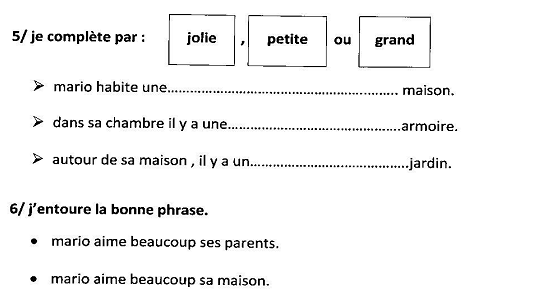 5/ je complète par : jolie , petite ou grand
➢ mario habite une.......................................................... maison.
➢ dans sa chambre il y a une............................................armoire.
➢ autour de sa maison , il y a un........................................jardin.
6/ j'entoure la bonne phrase.
• mario aime beaucoup ses parents.
• mario aime beaucoup sa maison.